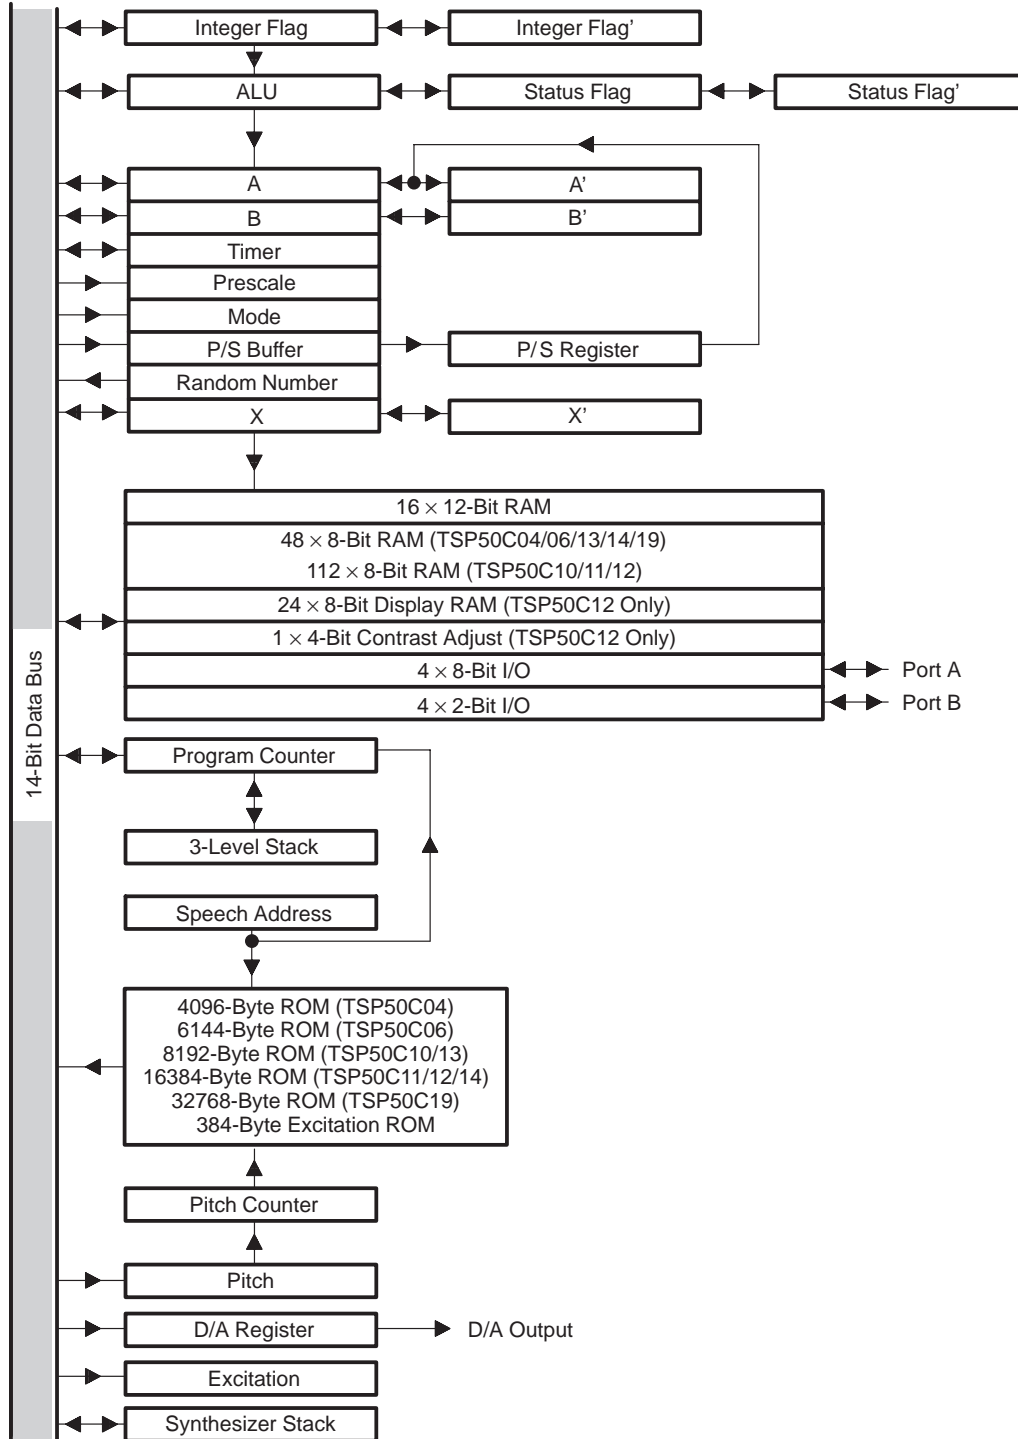 Integer Flag
Integer Flag’
ALU
Status Flag
Status Flag’
A
A’
B
B’
Timer
Prescale
Mode
P/S Buffer
P/S Register
Random Number
X
X’
16 × 12-Bit RAM
48 × 8-Bit RAM (TSP50C04/06/13/14/19)
112 × 8-Bit RAM (TSP50C10/11/12)
24 × 8-Bit Display RAM (TSP50C12 Only)
1 × 4-Bit Contrast Adjust (TSP50C12 Only)
4 × 8-Bit I/O
Port A
4 × 2-Bit I/O
Port B
14-Bit Data Bus
Program Counter
3-Level Stack
Speech Address
4096-Byte ROM (TSP50C04)
6144-Byte ROM (TSP50C06)
8192-Byte ROM (TSP50C10/13)
16384-Byte ROM (TSP50C11/12/14)
32768-Byte ROM (TSP50C19)
384-Byte Excitation ROM
Pitch Counter
Pitch
D/A Register
D/A Output
Excitation
Synthesizer Stack